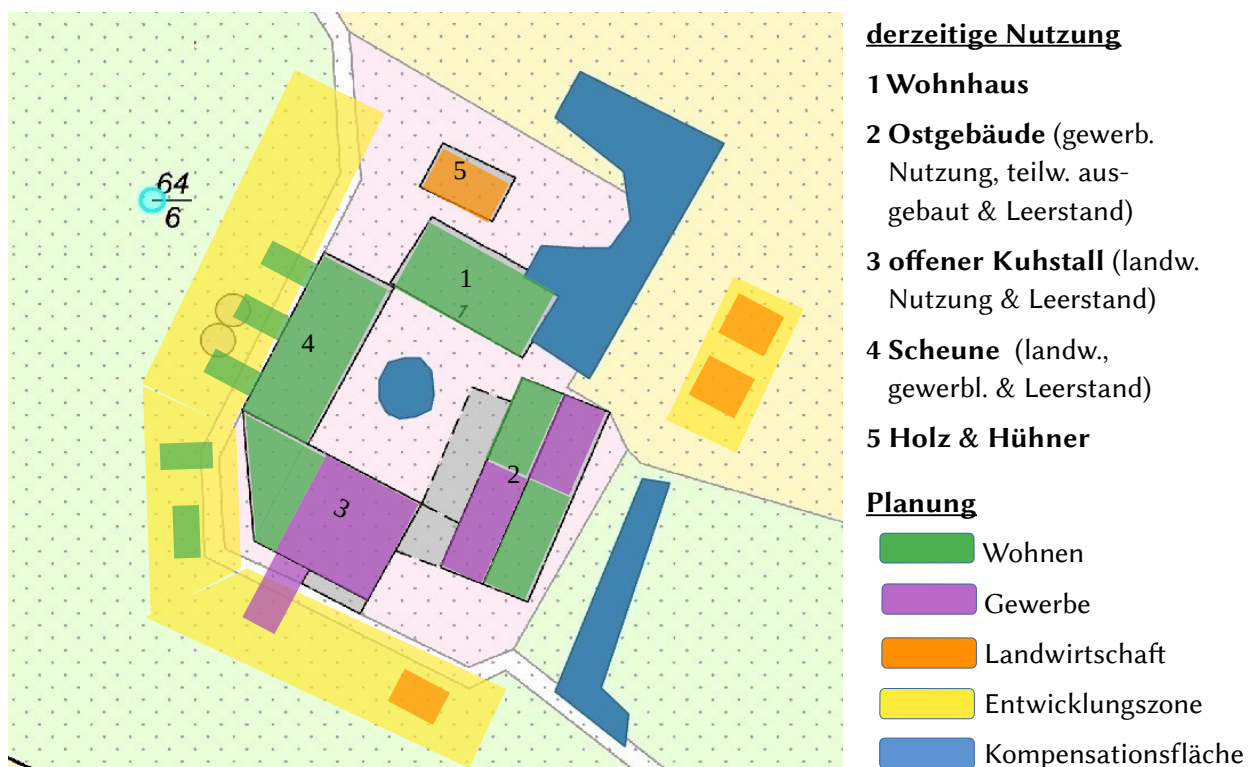 derzeitige Nutzung
1 Wohnhaus
2 Ostgebäude (gewerb.
Nutzung, teilw. aus-
gebaut & Leerstand)
3 offener Kuhstall (landw.
Nutzung & Leerstand)
4 Scheune (landw.,
gewerbl. & Leerstand)
5 Holz & Hühner
Planung
Wohnen
Gewerbe
Landwirtschaft
Entwicklungszone
Kompensationsfläche
64
6
5
1
1
4
2
3